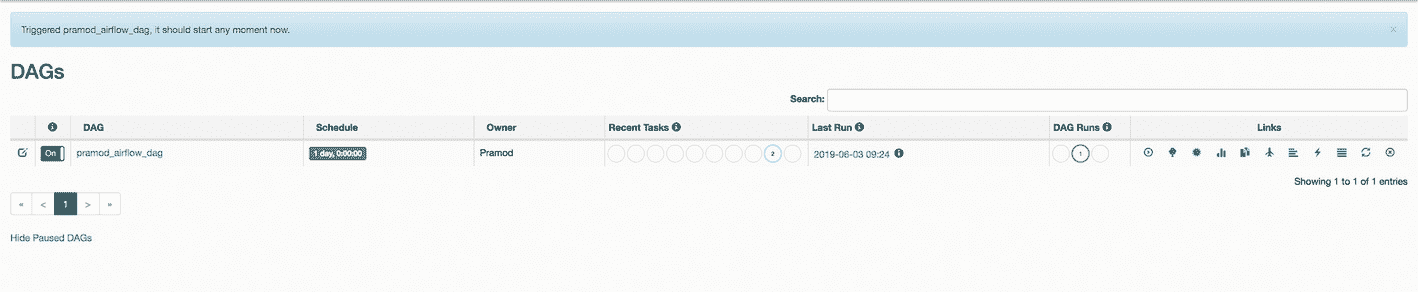 Triggered pramod_airflow_dag, it should start any moment now. ×
DAGs
Search:
DAG Schedule Owner Recent Tasks Last Run DAG Runs Links
On pramod_airflow_dag 1 day, 0:00:00 Pramod 2 2019-06-03 09:24 1
Showing 1 to 1 of 1 entries
« < 1 > »
Hide Paused DAGs